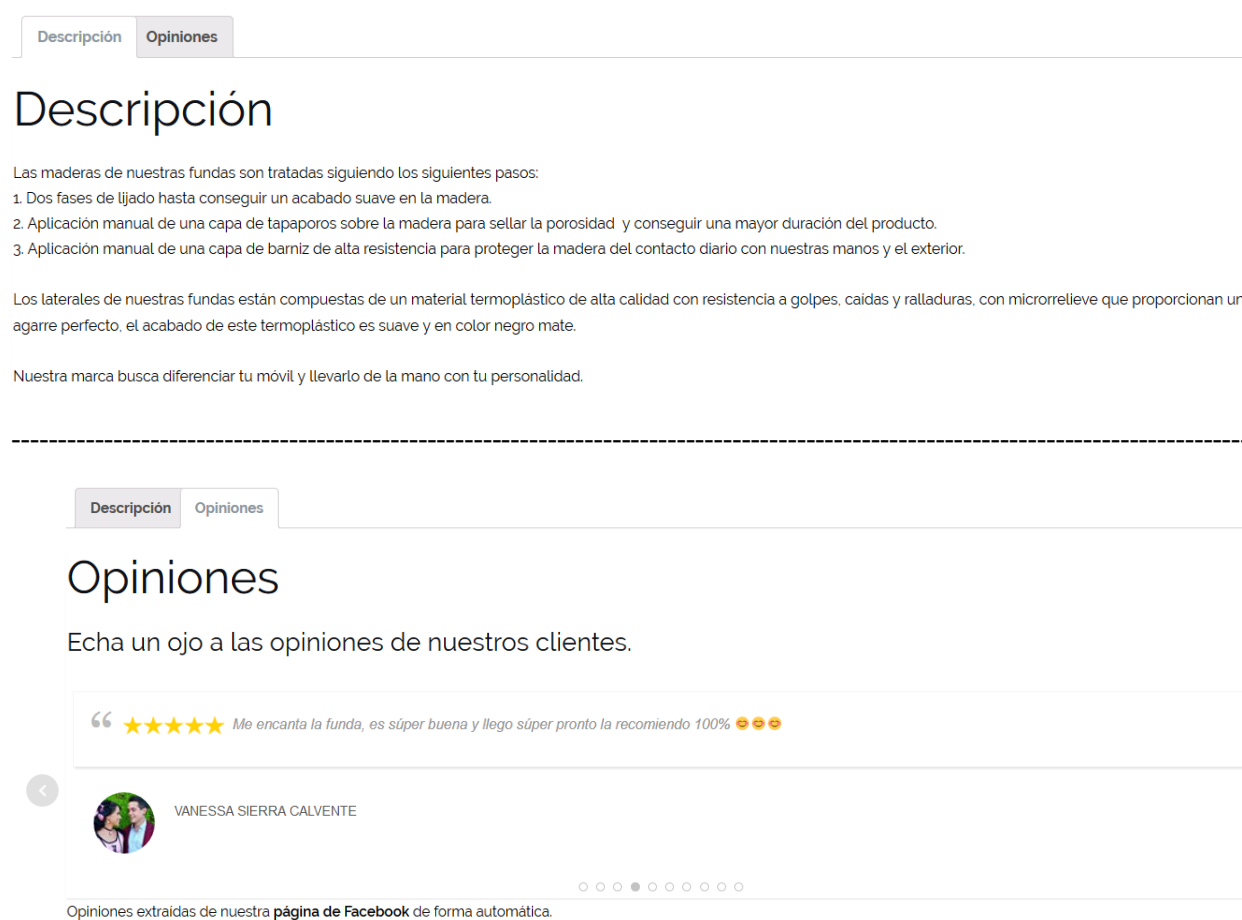 Descripción Opiniones
Descripción
Las maderas de nuestras fundas son tratadas siguiendo los siguientes pasos:
1. Dos fases de lijado hasta conseguir un acabado suave en la madera.
2. Aplicación manual de una capa de tapaporos sobre la madera para sellar la porosidad  y conseguir una mayor duración del producto.
3. Aplicación manual de una capa de barniz de alta resistencia para proteger la madera del contacto diario con nuestras manos y el exterior.
Los laterales de nuestras fundas están compuestas de un material termoplástico de alta calidad con resistencia a golpes, caídas y ralladuras, con microrrelieve que proporcionan un
agarre perfecto, el acabado de este termoplástico es suave y en color negro mate.
Nuestra marca busca diferenciar tu móvil y llevarlo de la mano con tu personalidad.
Descripción Opiniones
Opiniones
Echa un ojo a las opiniones de nuestros clientes.
“ ★★★★★ Me encanta la funda, es súper buena y llego súper pronto la recomiendo 100% 😊😊😊
VANESSA SIERRA CALVENTE
Opiniones extraídas de nuestra página de Facebook de forma automática.